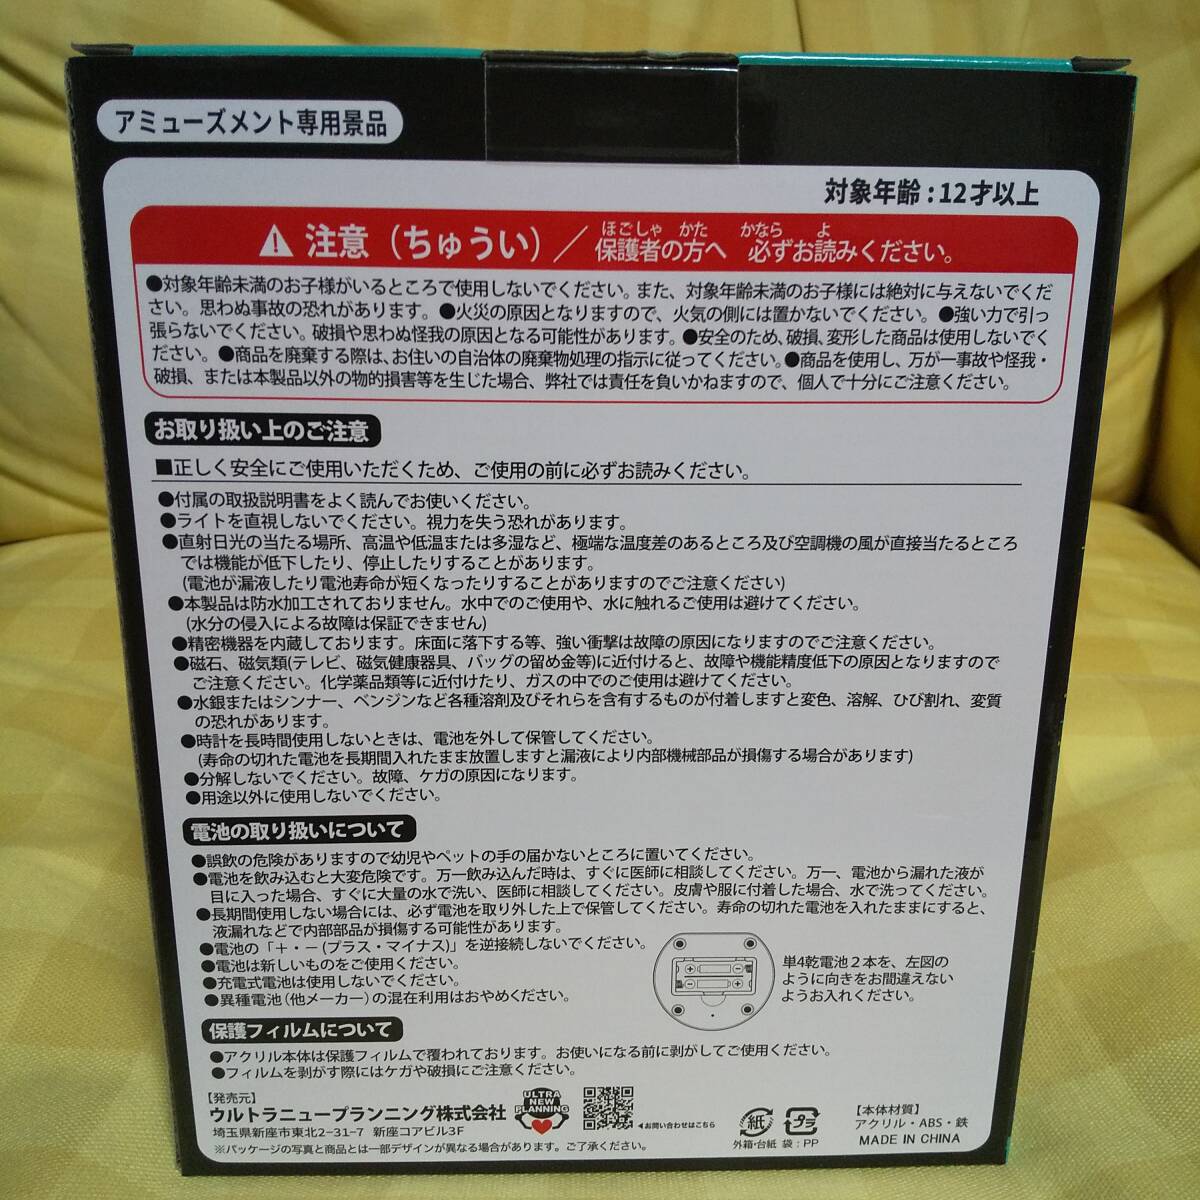 アミューズメント専用景品
対象年齢:12才以上
注意（ちゅうい）／保護者の方へ 必ずお読みください。
ほごしゃ かた かなら よ
●対象年齢未満のお子様がいるところで使用しないでください。また、対象年齢未満のお子様には絶対に与えないでくだ
さい。思わぬ事故の恐れがあります。●火災の原因となりますので、火気の側には置かないでください。●強い力で引っ
張らないでください。破損や思わぬ怪我の原因となる可能性があります。●安全のため、破損、変形した商品は使用しないでく
ださい。●商品を廃棄する際は、お住いの自治体の廃棄物処理の指示に従ってください。●商品を使用し、万が一事故や怪我・
破損、または本製品以外の物的損害等を生じた場合、弊社では責任を負いかねますので、個人で十分にご注意ください。
お取り扱い上のご注意
■正しく安全にご使用いただくため、ご使用の前に必ずお読みください。
●付属の取扱説明書をよく読んでお使いください。
●ライトを直視しないでください。視力を失う恐れがあります。
●直射日光の当たる場所、高温や低温または多湿など、極端な温度差のあるところ及び空調機の風が直接当たるところ
では機能が低下したり、停止したりすることがあります。
(電池が漏液したり電池寿命が短くなったりすることがありますのでご注意ください)
●本製品は防水加工されておりません。水中でのご使用や、水に触れるご使用は避けてください。
(水分の侵入による故障は保証できません)
●精密機器を内蔵しております。床面に落下する等、強い衝撃は故障の原因になりますのでご注意ください。
●磁石、磁気類(テレビ、磁気健康器具、バッグの留め金等)に近付けると、故障や機能精度低下の原因となりますので
ご注意ください。化学薬品類等に近付けたり、ガスの中でのご使用は避けてください。
●水銀またはシンナー、ベンジンなど各種溶剤及びそれらを含有するものが付着しますと変色、溶解、ひび割れ、変質
の恐れがあります。
●時計を長時間使用しないときは、電池を外して保管してください。
(寿命の切れた電池を長期間入れたまま放置しますと漏液により内部機械部品が損傷する場合があります)
●分解しないでください。故障、ケガの原因になります。
●用途以外に使用しないでください。
電池の取り扱いについて
●誤飲の危険がありますので幼児やペットの手の届かないところに置いてください。
●電池を飲み込むと大変危険です。万一飲み込んだ時は、すぐに医師に相談してください。万一、電池から漏れた液が
目に入った場合、すぐに大量の水で洗い、医師に相談してください。皮膚や服に付着した場合、水で洗ってください。
●長期間使用しない場合には、必ず電池を取り外した上で保管してください。寿命の切れた電池を入れたままにすると、
液漏れなどで内部部品が損傷する可能性があります。
●電池の「＋・－(プラス・マイナス)」を逆接続しないでください。
●電池は新しいものをご使用ください。
●充電式電池は使用しないでください。
●異種電池(他メーカー)の混在利用はおやめください。
単4乾電池2本を、左図の
ように向きをお間違えない
ようお入れください。
保護フィルムについて
●アクリル本体は保護フィルムで覆われております。お使いになる前に剥がしてご使用ください。
●フィルムを剥がす際にはケガや破損にご注意ください。
【発売元】
ウルトラニュープランニング株式会社
埼玉県新座市東北2-31-7 新座コアビル3F
※パッケージの写真と商品とは一部デザインが異なる場合があります。ご了承ください。
ULTRA
NEW
PLANNING
◀お問い合わせはこちら
紙
外箱・台紙
プラ
袋：PP
【本体材質】
アクリル・ABS・鉄
MADE IN CHINA